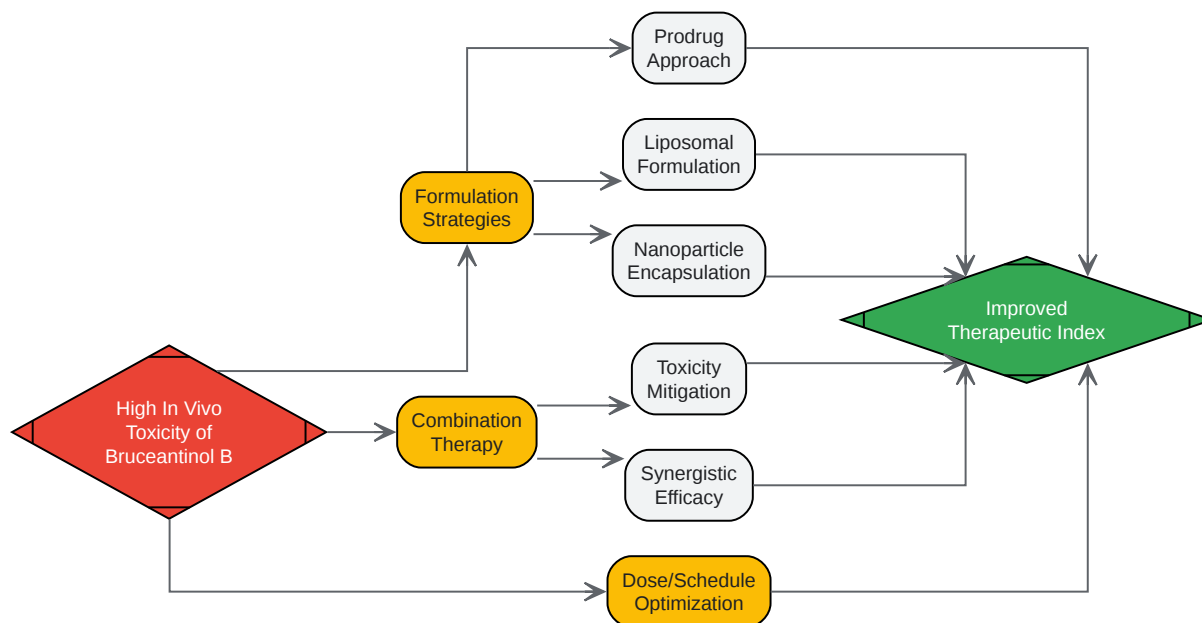 Prodrug
Approach
Liposomal
Formulation
Formulation
Strategies
Nanoparticle
Encapsulation
Improved
Therapeutic Index
Toxicity
Mitigation
High In Vivo
Toxicity of
Bruceantinol B
Combination
Therapy
Synergistic
Efficacy
Dose/Schedule
Optimization